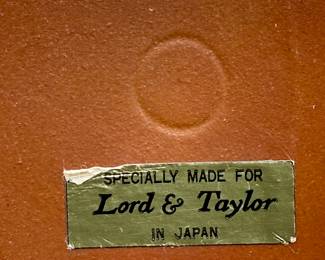 SPECIALLY MADE FOR
Lord & Taylor
IN JAPAN